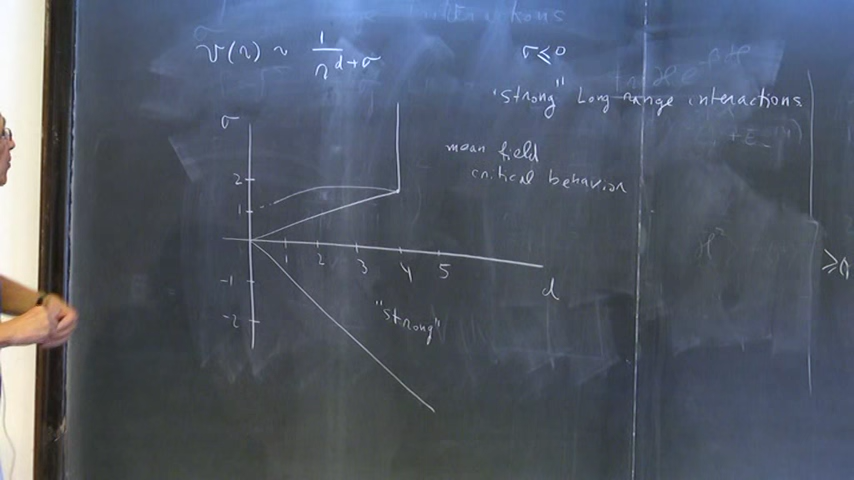 v(r) ~ 1/r^{d+σ}
σ ≤ 0
"strong" Long-range interactions
σ
mean field
critical behavior
2
1
1 2 3 4 5
d
-1
-2
"strong"